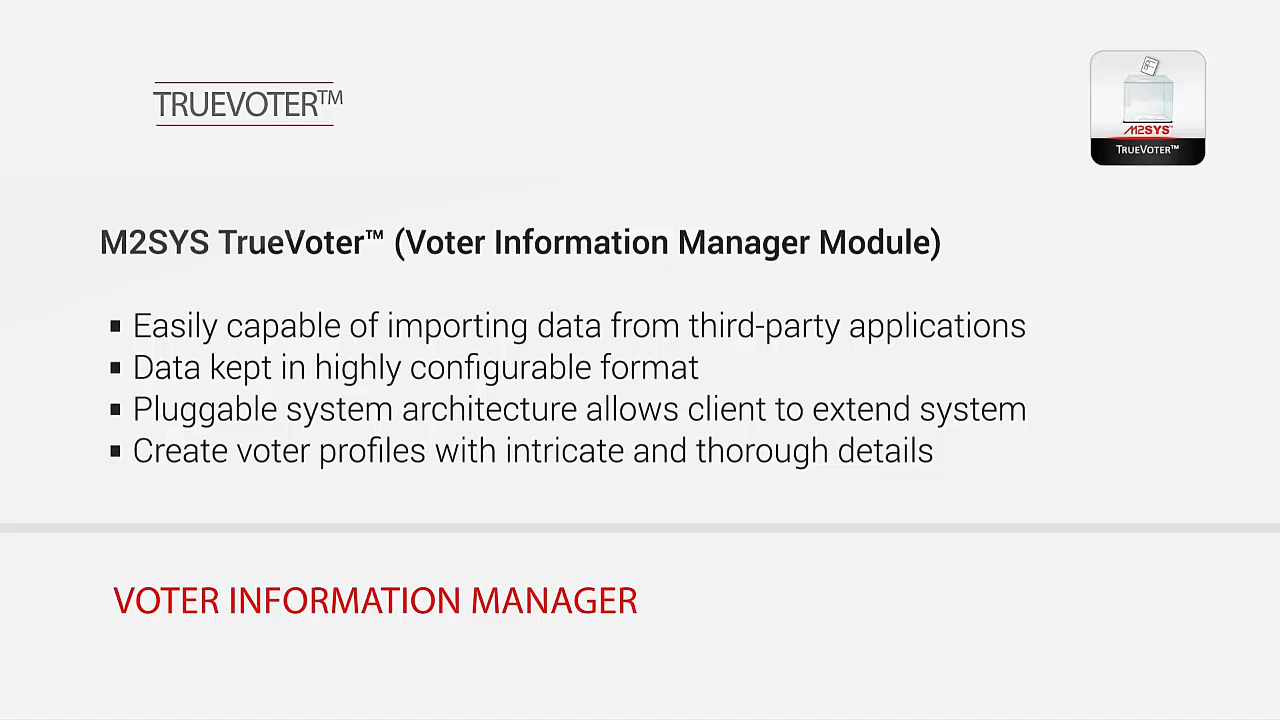 TRUEVOTER™
M2SYS™
TRUEVOTER™
M2SYS TrueVoter™ (Voter Information Manager Module)
▪ Easily capable of importing data from third-party applications
▪ Data kept in highly configurable format
▪ Pluggable system architecture allows client to extend system
▪ Create voter profiles with intricate and thorough details
VOTER INFORMATION MANAGER